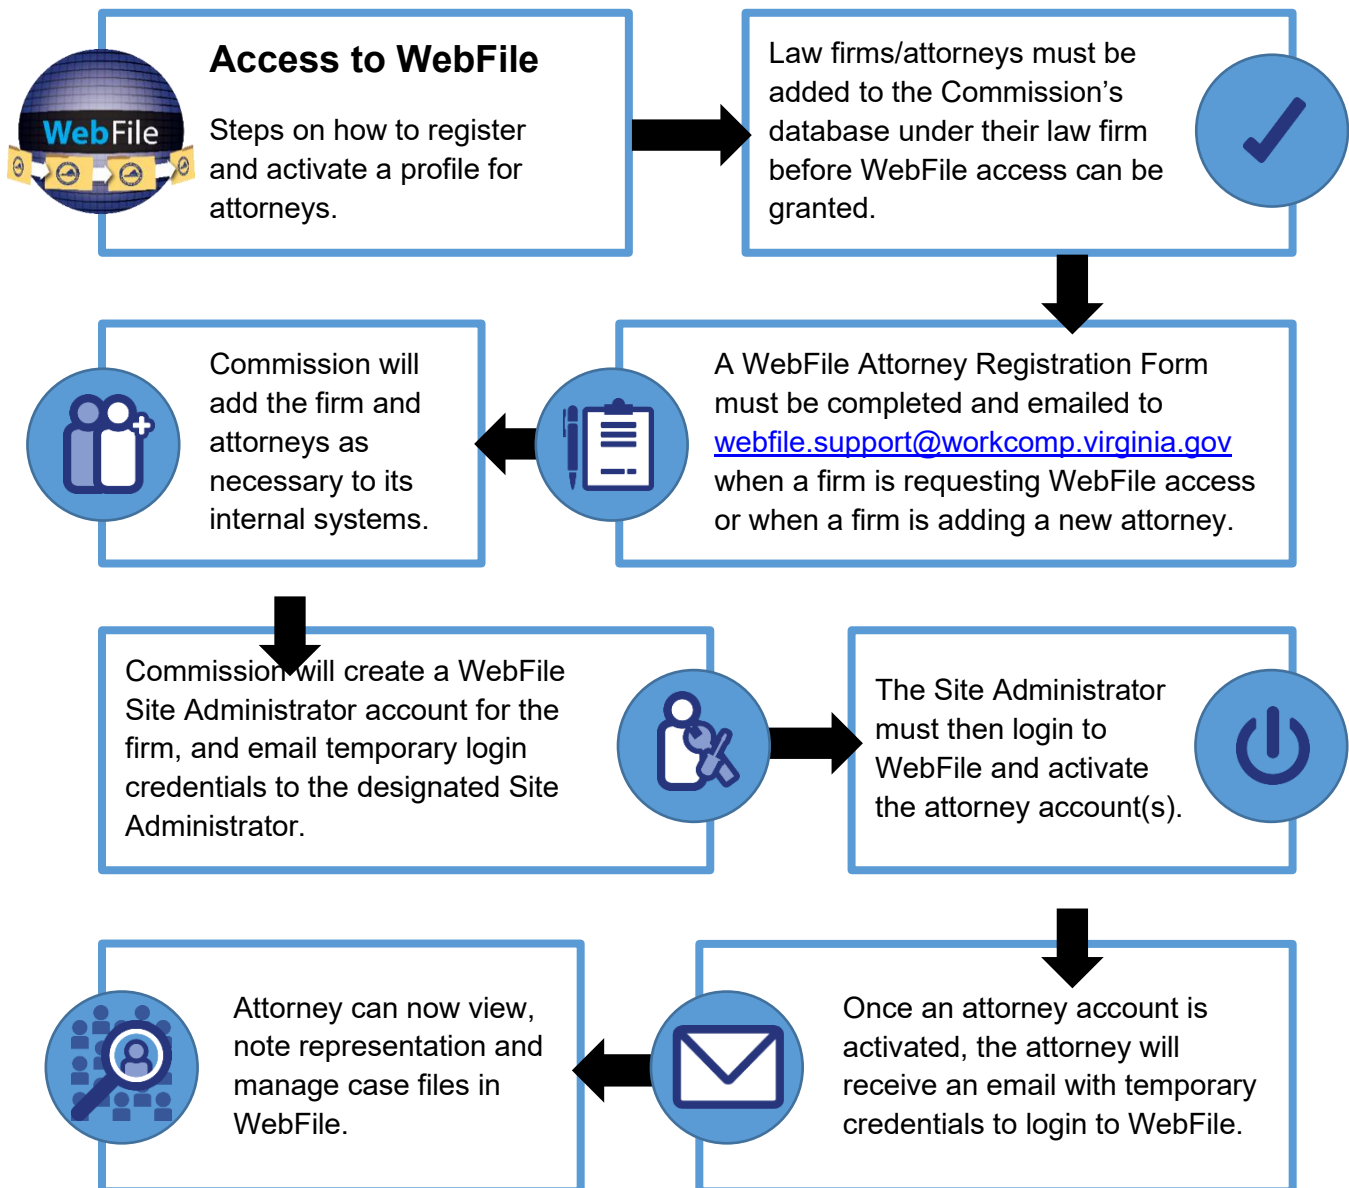 Access to WebFile
WebFile
Steps on how to register
and activate a profile for
attorneys.
Law firms/attorneys must be
added to the Commission’s
database under their law firm
before WebFile access can be
granted.
A WebFile Attorney Registration Form
must be completed and emailed to
webfile.support@workcomp.virginia.gov
when a firm is requesting WebFile access
or when a firm is adding a new attorney.
Commission will
add the firm and
attorneys as
necessary to its
internal systems.
Commission will create a WebFile
Site Administrator account for the
firm, and email temporary login
credentials to the designated Site
Administrator.
The Site Administrator
must then login to
WebFile and activate
the attorney account(s).
Once an attorney account is
activated, the attorney will
receive an email with temporary
credentials to login to WebFile.
Attorney can now view,
note representation and
manage case files in
WebFile.